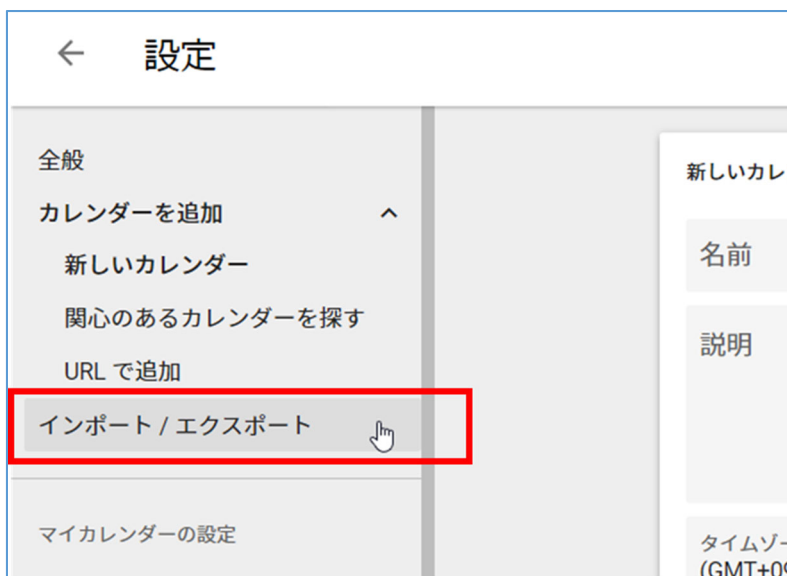 設定
全般
カレンダーを追加
新しいカレンダー
関心のあるカレンダーを探す
URL で追加
インポート / エクスポート
マイカレンダーの設定
新しいカレ
名前
説明
タイムゾー
(GMT+09